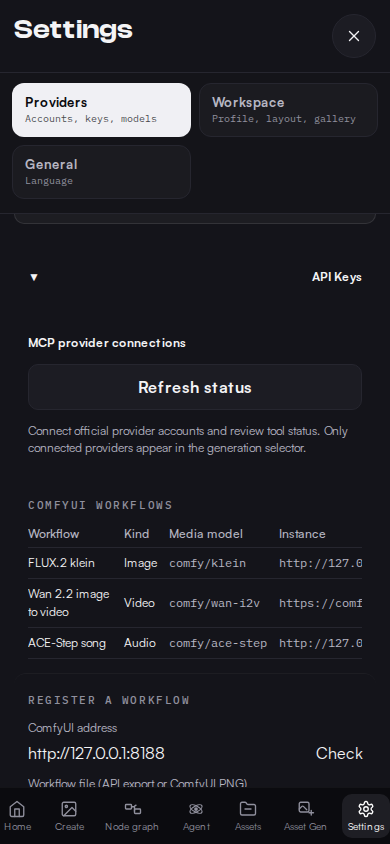 Settings
Providers
Accounts, keys, models
Workspace
Profile, layout, gallery
General
Language
▼ API Keys
MCP provider connections
Refresh status
Connect official provider accounts and review tool status. Only
connected providers appear in the generation selector.
COMFYUI WORKFLOWS
Workflow Kind Media model Instance
FLUX.2 klein Image comfy/klein http://127.0
Wan 2.2 image
to video Video comfy/wan-i2v https://comf
ACE-Step song Audio comfy/ace-step http://127.0
REGISTER A WORKFLOW
ComfyUI address
http://127.0.0.1:8188 Check
Workflow file (API export or ComfyUI PNG)
Home Create Node graph Agent Assets Asset Gen Settings